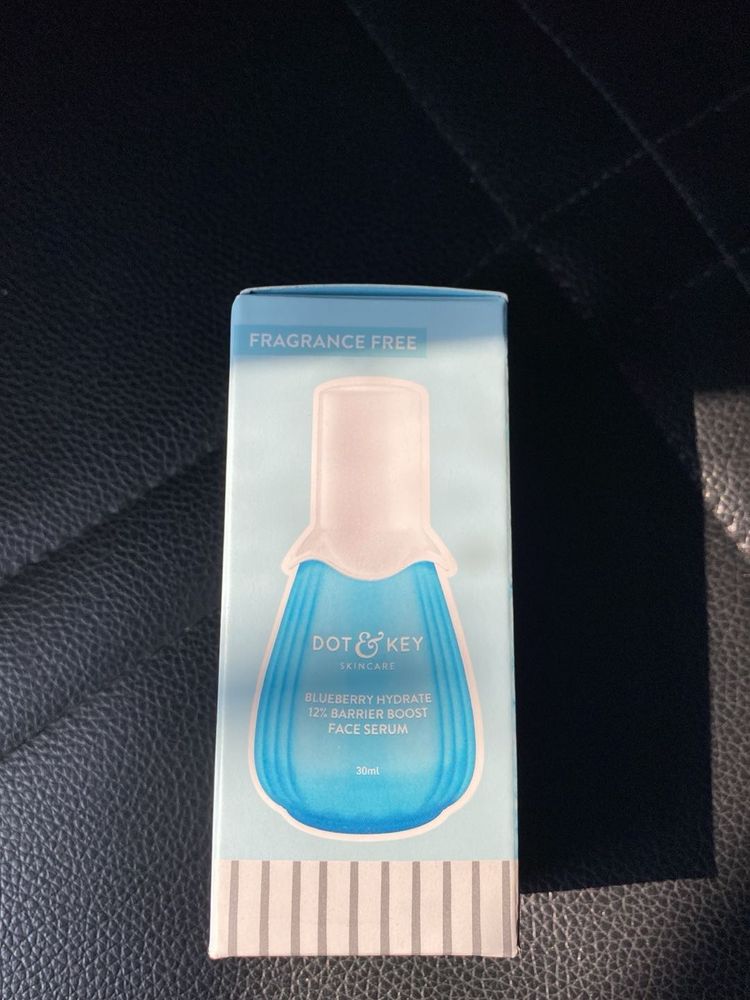 FRAGRANCE FREE
DOT & KEY
SKINCARE
BLUEBERRY HYDRATE
12% BARRIER BOOST
FACE SERUM
30ml